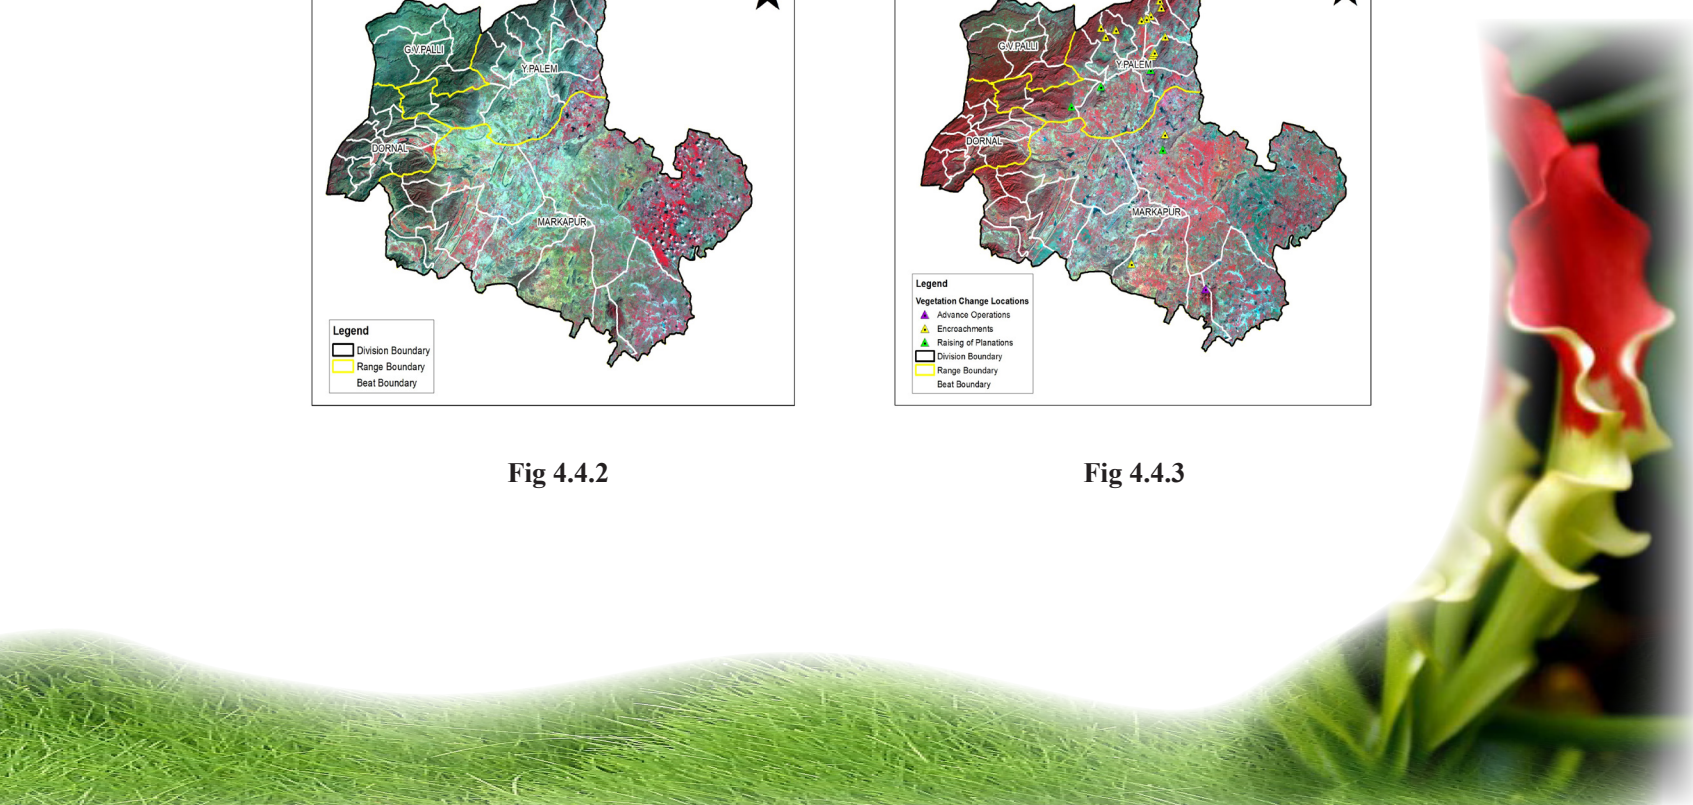 G.V.PALLI
Y.PALEM
DORNAL
MARKAPUR
Legend
Division Boundary
Range Boundary
Beat Boundary
Fig 4.4.2
G.V.PALLI
Y.PALEM
DORNAL
MARKAPUR
Legend
Vegetation Change Locations
Advance Operations
Encroachments
Raising of Planations
Division Boundary
Range Boundary
Beat Boundary
Fig 4.4.3